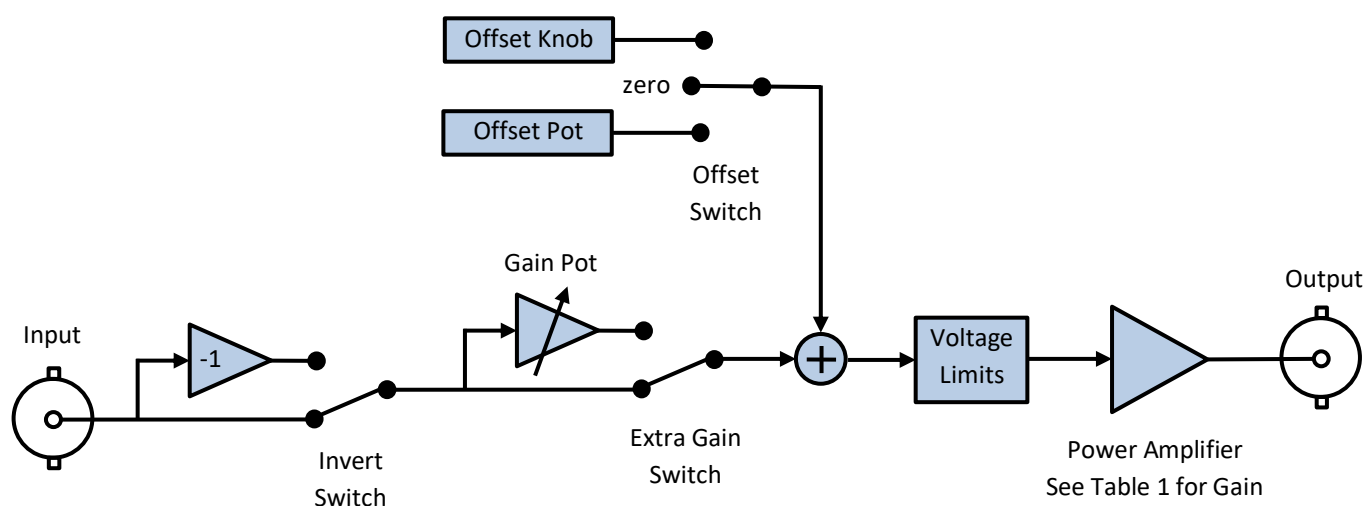 Offset Knob
zero
Offset Pot
Offset
Switch
Gain Pot
Output
Input
-1
Voltage
Limits
Invert
Switch
Extra Gain
Switch
Power Amplifier
See Table 1 for Gain